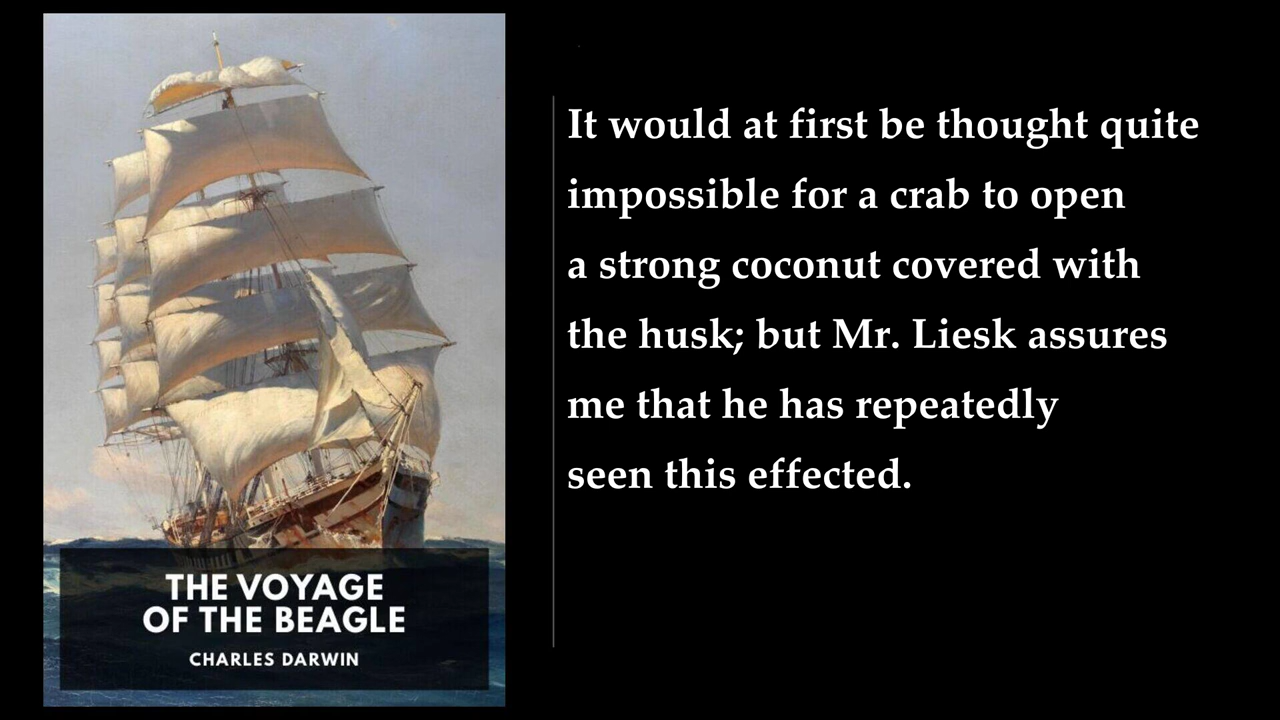 THE VOYAGE
OF THE BEAGLE
CHARLES DARWIN
It would at first be thought quite
impossible for a crab to open
a strong coconut covered with
the husk; but Mr. Liesk assures
me that he has repeatedly
seen this effected.